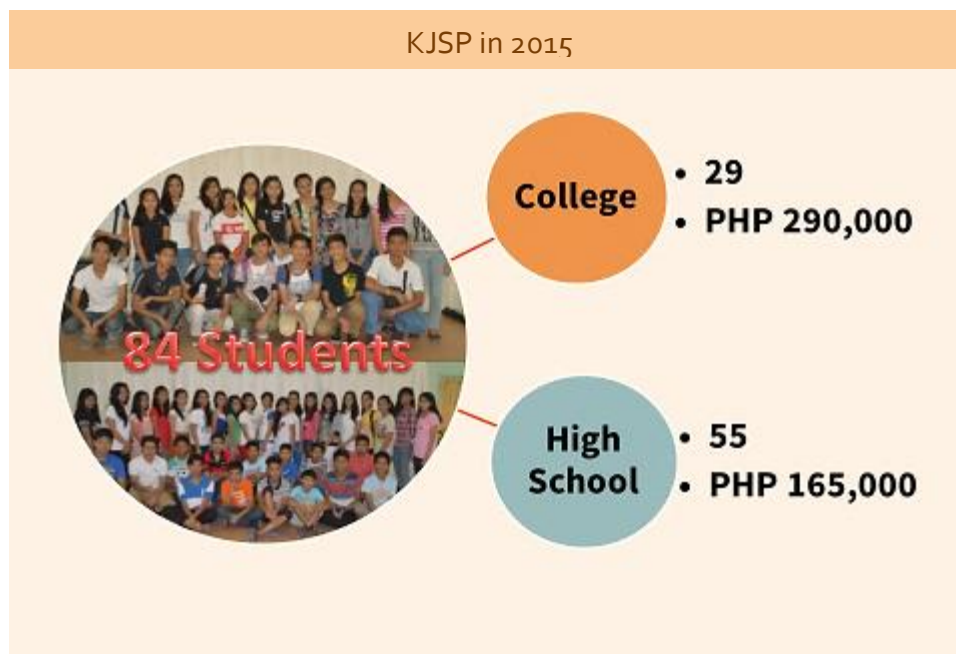 KJSP in 2015
84 Students
College
• 29
• PHP 290,000
High
School
• 55
• PHP 165,000